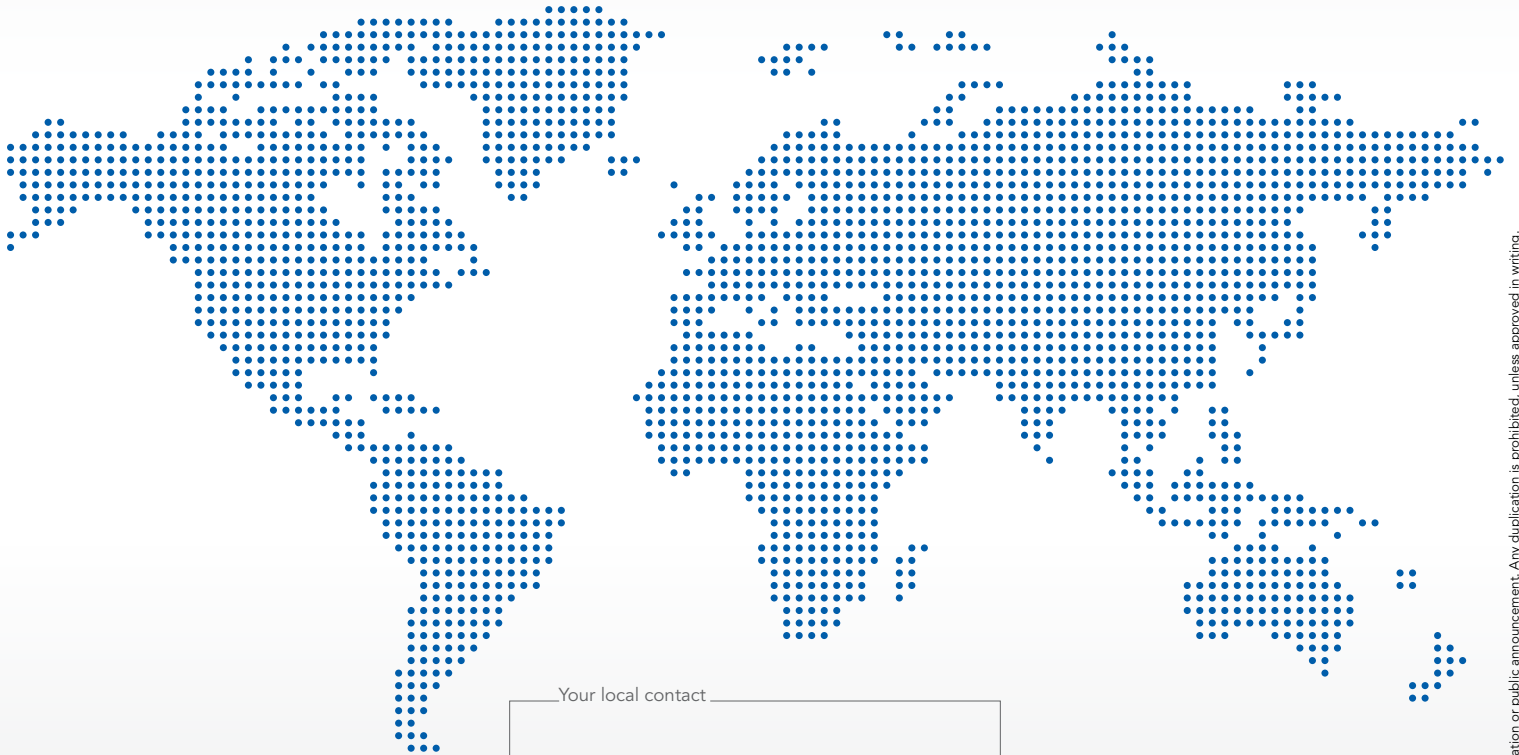 Your local contact
ation or public announcement. Any duplication is prohibited, unless approved in writing.